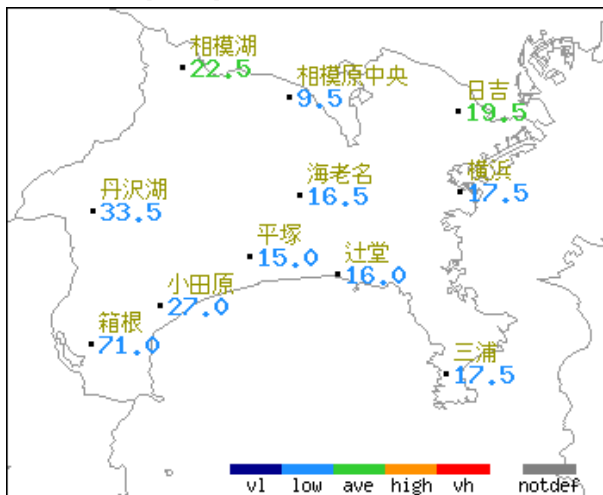 相模湖
22.5
相模原中央
9.5
日吉
19.5
丹沢湖
33.5
海老名
16.5
横浜
17.5
平塚
15.0
辻堂
16.0
小田原
27.0
箱根
71.0
三浦
17.5
vl low ave high vh notdef